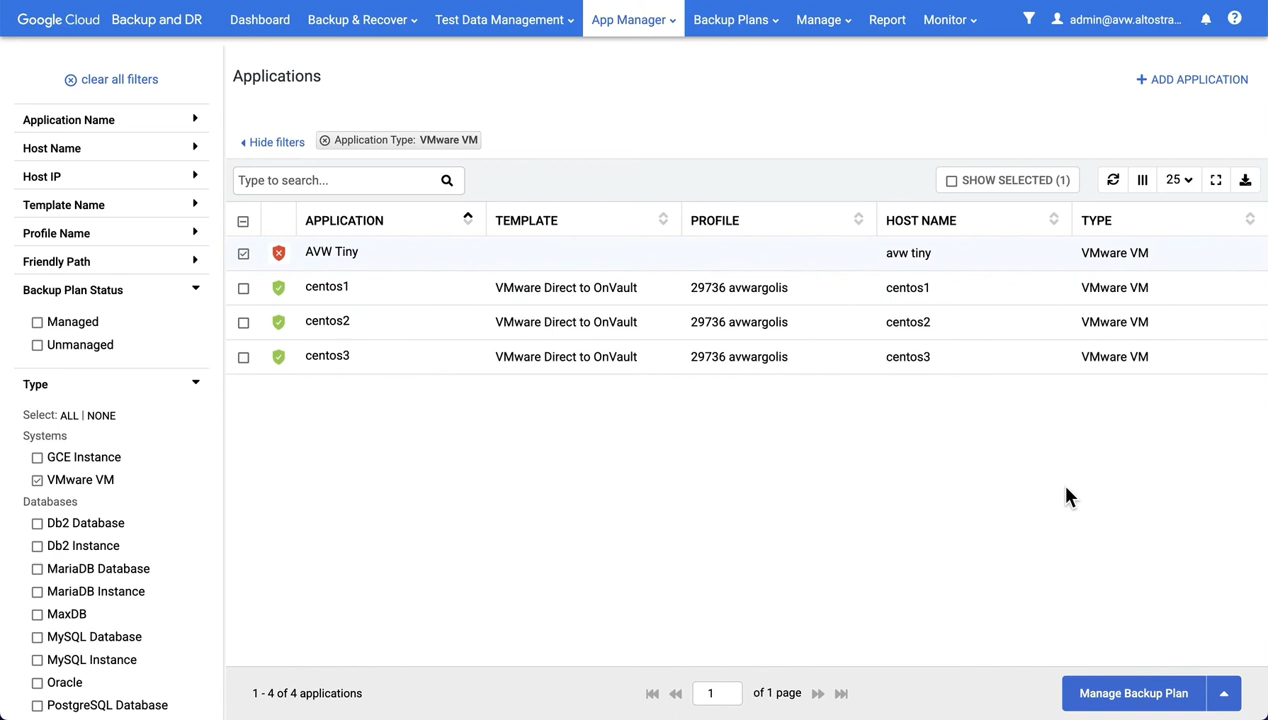 Google Cloud Backup and DR Dashboard Backup & Recover Test Data Management App Manager Backup Plans Manage Report Monitor admin@avw.altostra...
clear all filters
Application Name
Host Name
Host IP
Template Name
Profile Name
Friendly Path
Backup Plan Status
Managed
Unmanaged
Type
Select: ALL | NONE
Systems
GCE Instance
VMware VM
Databases
Db2 Database
Db2 Instance
MariaDB Database
MariaDB Instance
MaxDB
MySQL Database
MySQL Instance
Oracle
PostgreSQL Database
Applications
+ ADD APPLICATION
Hide filters Application Type: VMware VM
Type to search... SHOW SELECTED (1) 25
APPLICATION TEMPLATE PROFILE HOST NAME TYPE
AVW Tiny avw tiny VMware VM
centos1 VMware Direct to OnVault 29736 avwargolis centos1 VMware VM
centos2 VMware Direct to OnVault 29736 avwargolis centos2 VMware VM
centos3 VMware Direct to OnVault 29736 avwargolis centos3 VMware VM
1 - 4 of 4 applications 1 of 1 page Manage Backup Plan